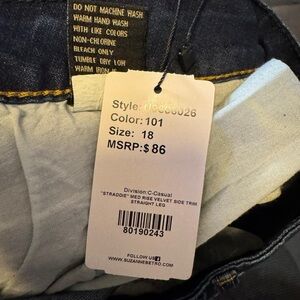 DO NOT MACHINE WASH
WARM HAND WASH
WITH LIKE COLORS
NON-CHLORINE
BLEACH ONLY
TUMBLE DRY LOW
WARM IRON
Style:
Color: 101
Size: 18
MSRP:$ 86
Division:C-Casual
"STRADDIE" MED RISE VELVET SIDE TRIM
STRAIGHT LEG
80190243
FOLLOW US
WWW.SUZANNEBETRO.COM